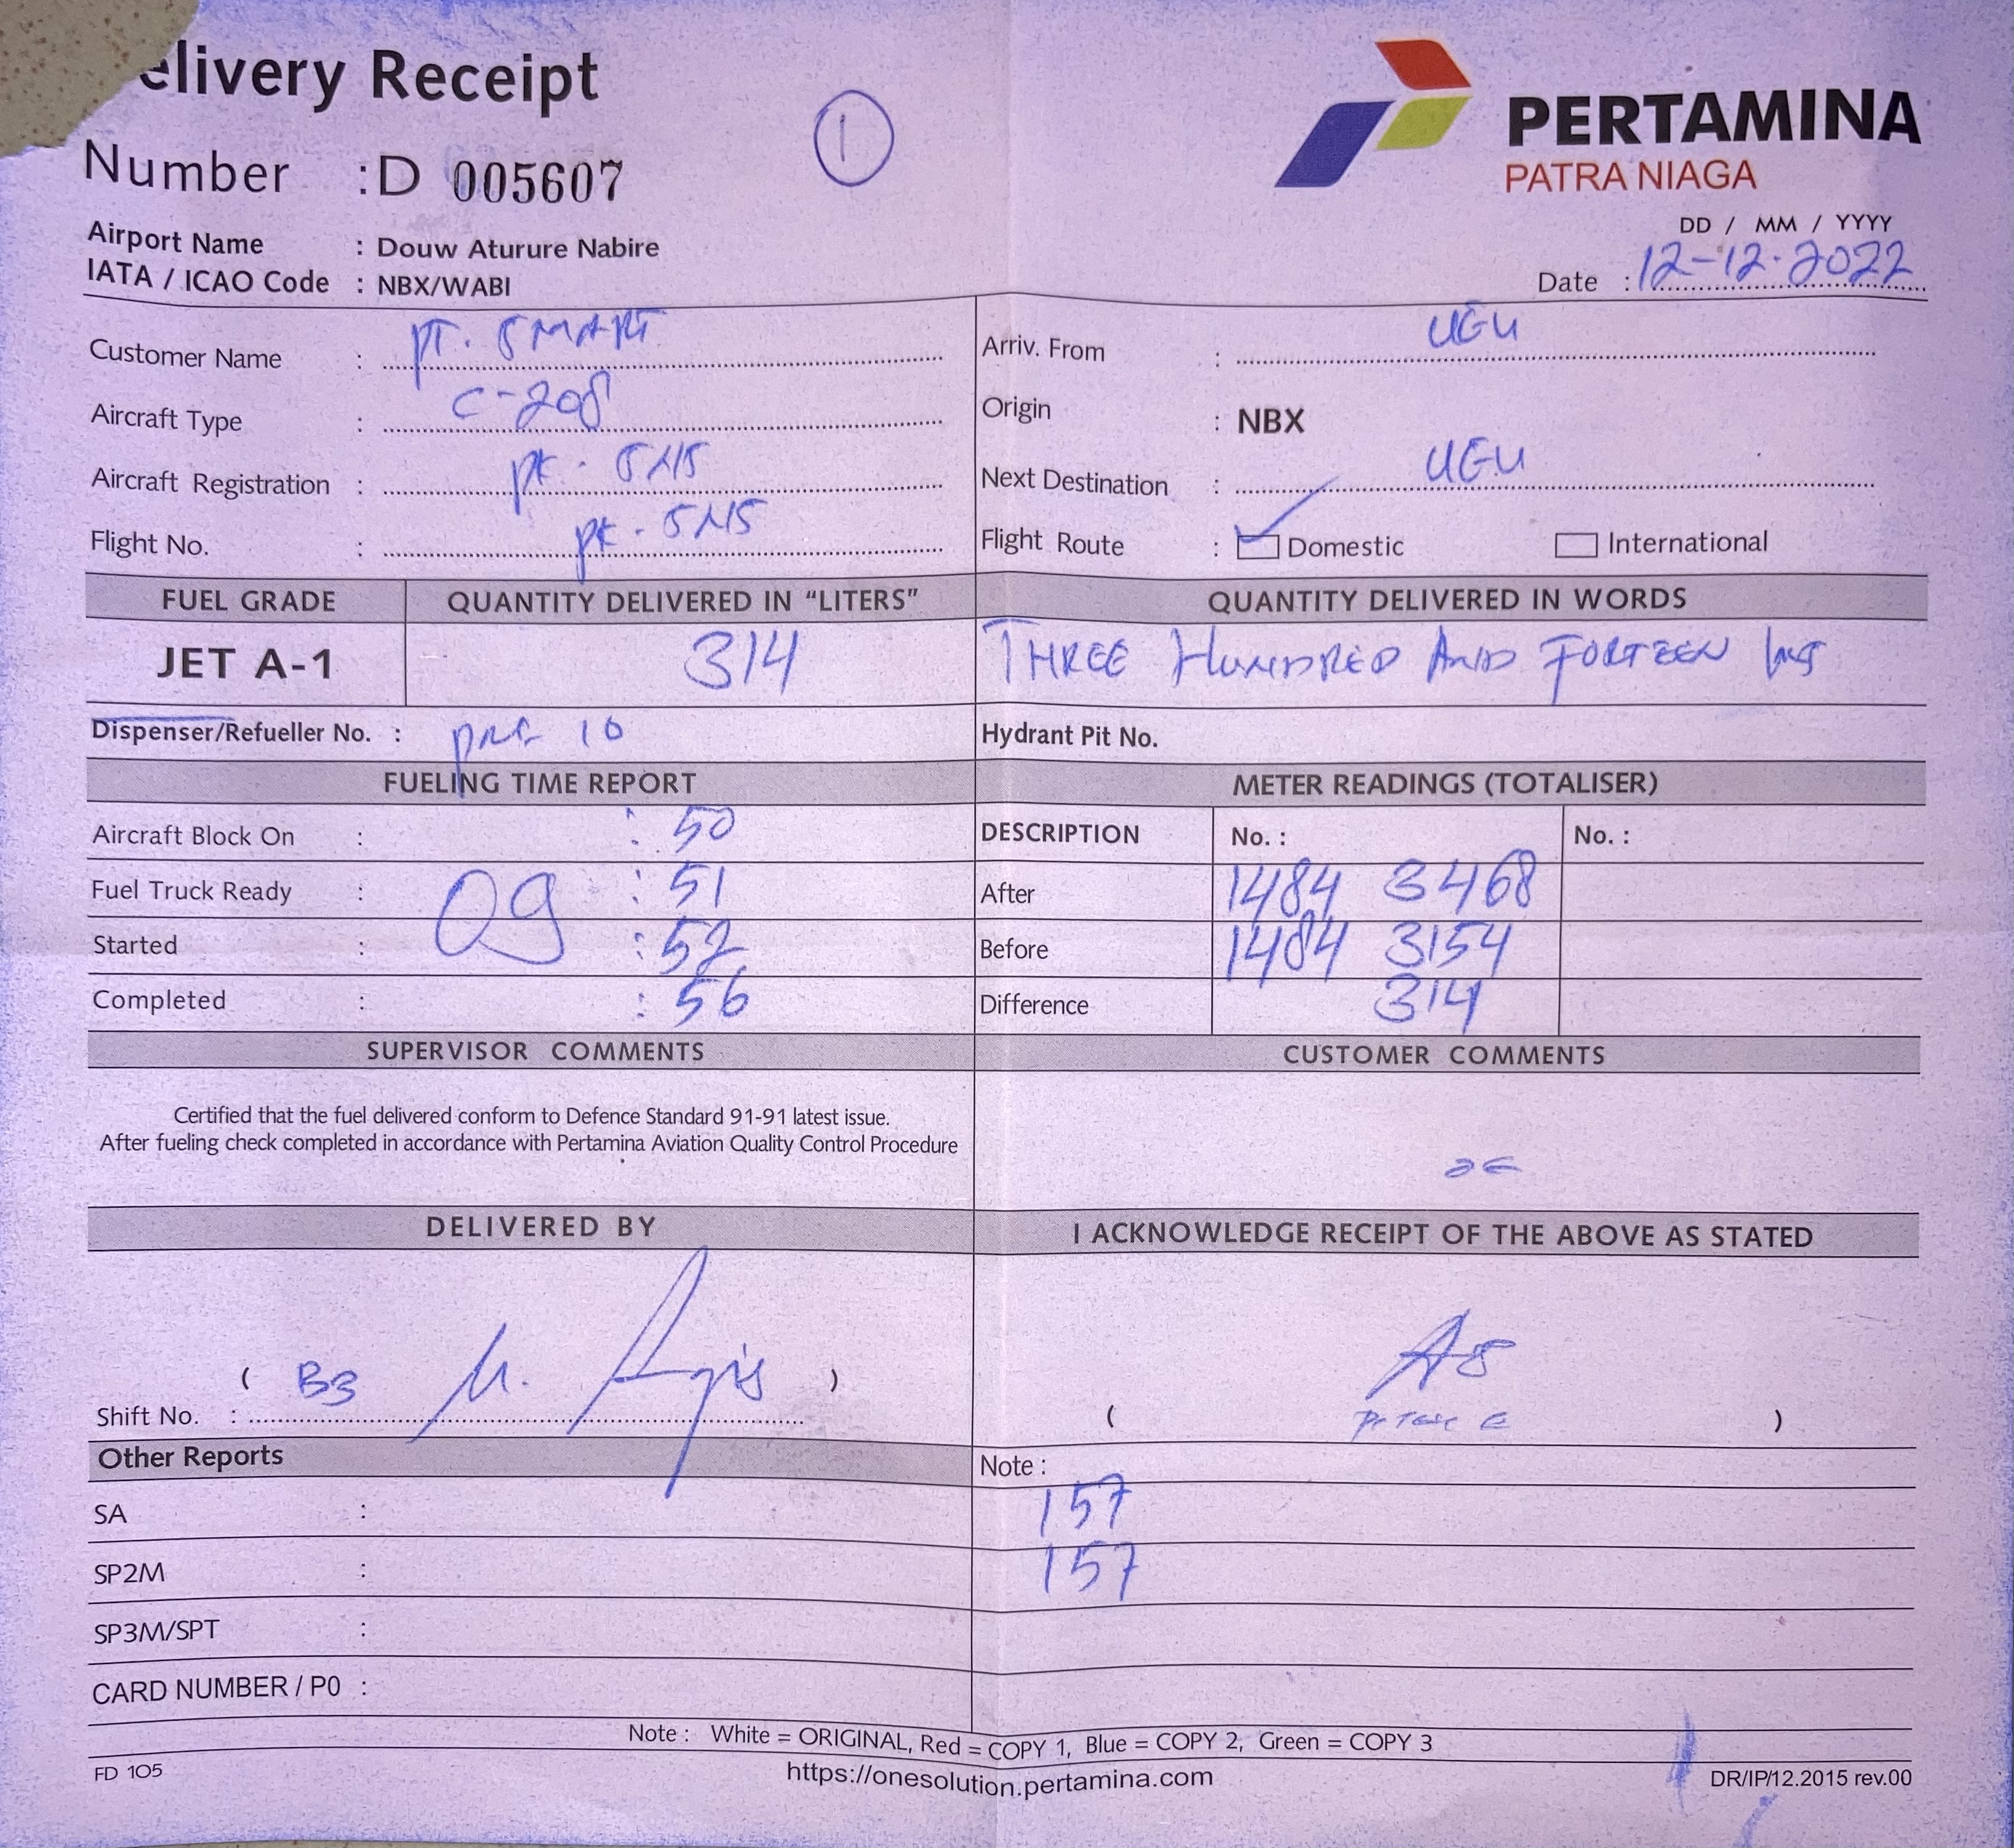 elivery Receipt
1
Number : D 005607
PERTAMINA
PATRA NIAGA
Airport Name : Douw Aturure Nabire
IATA / ICAO Code : NBX/WABI
DD / MM / YYYY
Date : 12-12-2022
Customer Name : PT. SMART
Aircraft Type : C-208
Aircraft Registration : PK-SNS
Flight No. : PK-SNS
Arriv. From : UGU
Origin : NBX
Next Destination : UGU
Flight Route : Domestic International
FUEL GRADE QUANTITY DELIVERED IN “LITERS” QUANTITY DELIVERED IN WORDS
JET A-1 314 THREE HUNDRED AND FORTEEN
Dispenser/Refueller No. : 10 Hydrant Pit No.
FUELING TIME REPORT
Aircraft Block On : : 50
Fuel Truck Ready : 09 : 51
Started : : 52
Completed : : 56
METER READINGS (TOTALISER)
DESCRIPTION No. : No. :
After 1484 3468
Before 1484 3154
Difference 314
SUPERVISOR COMMENTS
Certified that the fuel delivered conform to Defence Standard 91-91 latest issue.
After fueling check completed in accordance with Pertamina Aviation Quality Control Procedure
CUSTOMER COMMENTS
DELIVERED BY
( B3 )
Shift No. :
I ACKNOWLEDGE RECEIPT OF THE ABOVE AS STATED
( )
Other Reports
SA :
SP2M :
SP3M/SPT :
CARD NUMBER / P0 :
Note :
157
157
Note : White = ORIGINAL, Red = COPY 1, Blue = COPY 2, Green = COPY 3
FD 105
https://onesolution.pertamina.com
DR/IP/12.2015 rev.00